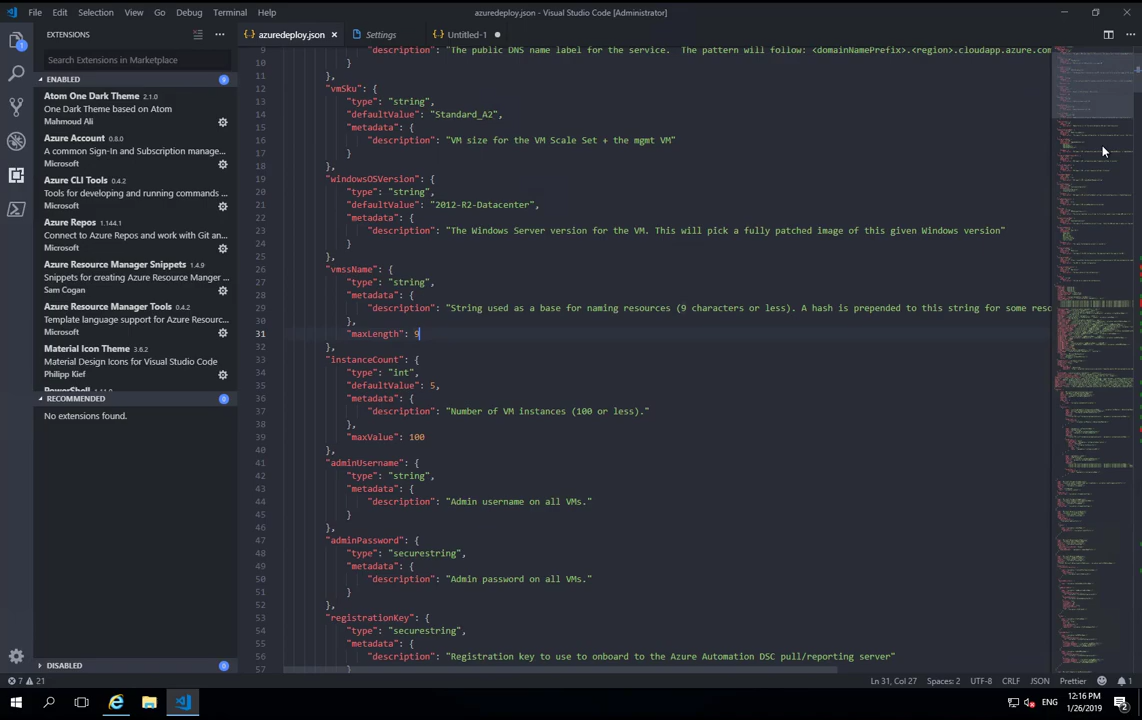 File Edit Selection View Go Debug Terminal Help
azuredeploy.json - Visual Studio Code [Administrator]
EXTENSIONS
azuredeploy.json
Settings
Untitled-1
Search Extensions in Marketplace
ENABLED
Atom One Dark Theme 2.1.0
One Dark Theme based on Atom
Mahmoud Ali
Azure Account 0.8.0
A common Sign-In and Subscription manage...
Microsoft
Azure CLI Tools 0.4.2
Tools for developing and running commands ...
Microsoft
Azure Repos 1.144.1
Connect to Azure Repos and work with Git an...
Microsoft
Azure Resource Manager Snippets 1.4.9
Snippets for creating Azure Resource Manger ...
Sam Cogan
Azure Resource Manager Tools 0.4.2
Template language support for Azure Resourc...
Microsoft
Material Icon Theme 3.6.2
Material Design Icons for Visual Studio Code
Philipp Kief
RECOMMENDED 0
No extensions found.
DISABLED 0
9 "description": "The public DNS name label for the service.  The pattern will follow: <domainNamePrefix>.<region>.cloudapp.azure.com
10 }
11 },
12 "vmSku": {
13 "type": "string",
14 "defaultValue": "Standard_A2",
15 "metadata": {
16 "description": "VM size for the VM Scale Set + the mgmt VM"
17 }
18 },
19 "windowsOSVersion": {
20 "type": "string",
21 "defaultValue": "2012-R2-Datacenter",
22 "metadata": {
23 "description": "The Windows Server version for the VM. This will pick a fully patched image of this given Windows version"
24 }
25 },
26 "vmssName": {
27 "type": "string",
28 "metadata": {
29 "description": "String used as a base for naming resources (9 characters or less). A hash is prepended to this string for some reso
30 },
31 "maxLength": 9
32 },
33 "instanceCount": {
34 "type": "int",
35 "defaultValue": 5,
36 "metadata": {
37 "description": "Number of VM instances (100 or less)."
38 },
39 "maxValue": 100
40 },
41 "adminUsername": {
42 "type": "string",
43 "metadata": {
44 "description": "Admin username on all VMs."
45 }
46 },
47 "adminPassword": {
48 "type": "securestring",
49 "metadata": {
50 "description": "Admin password on all VMs."
51 }
52 },
53 "registrationKey": {
54 "type": "securestring",
55 "metadata": {
56 "description": "Registration key to use to onboard to the Azure Automation DSC pull/reporting server"
57 }
7 21
Ln 31, Col 27 Spaces: 2 UTF-8 CRLF JSON Prettier 1
ENG
12:16 PM
1/26/2019
2